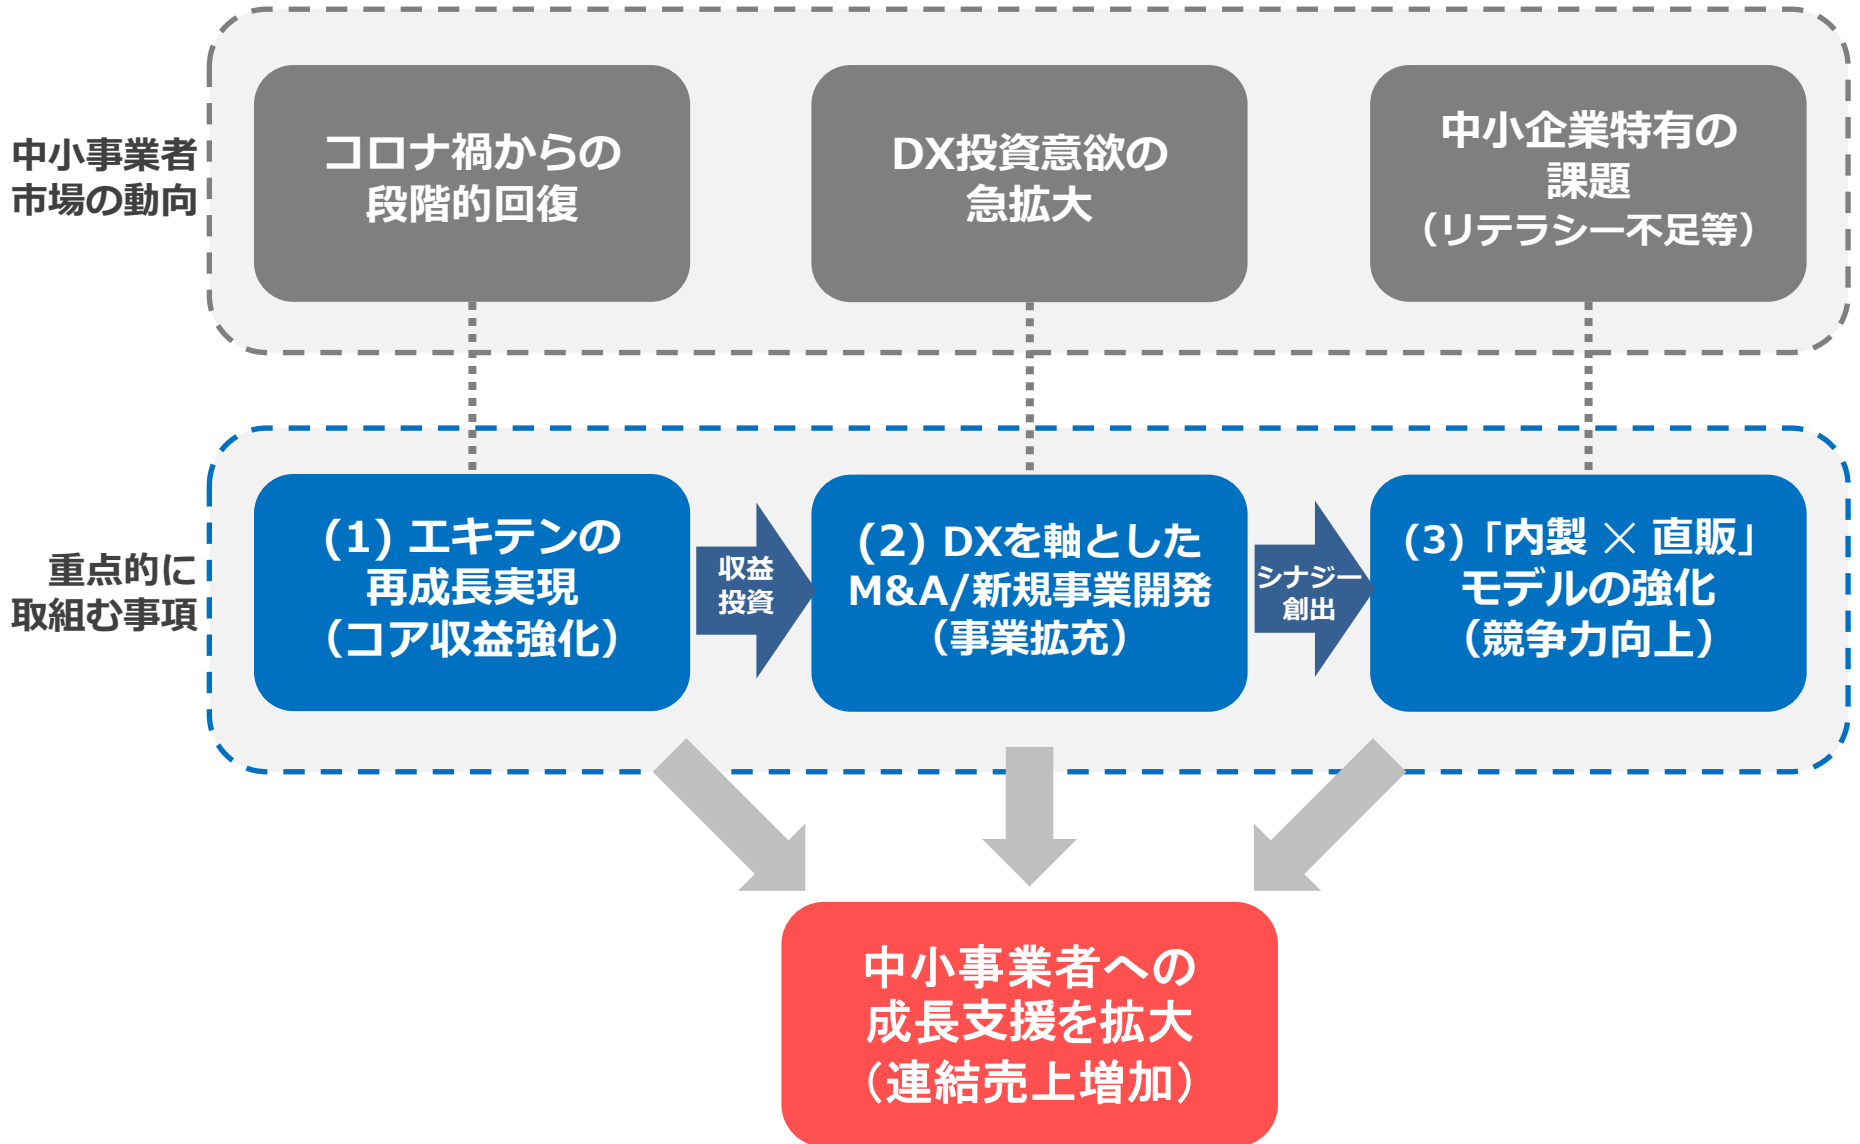 中小事業者
市場の動向
コロナ禍からの
段階的回復
DX投資意欲の
急拡大
中小企業特有の
課題
（リテラシー不足等）
重点的に
取組む事項
(1) エキテンの
再成長実現
（コア収益強化）
収益
投資
(2) DXを軸とした
M&A/新規事業開発
（事業拡充）
シナジー
創出
(3)「内製 × 直販」
モデルの強化
（競争力向上）
中小事業者への
成長支援を拡大
（連結売上増加）